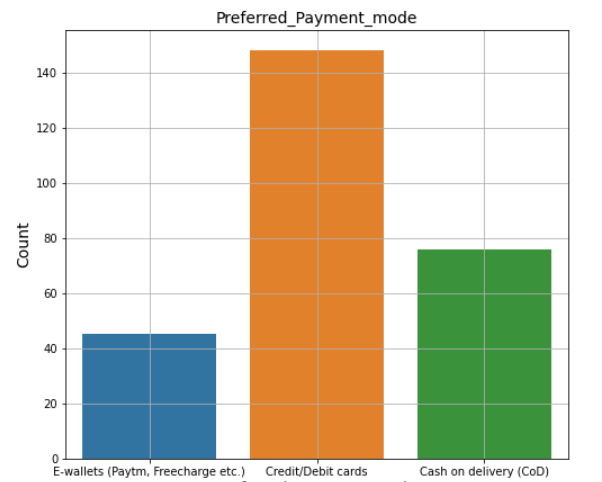 Preferred_Payment_mode
140
120
100
80
60
40
20
0
Count
E-wallets (Paytm, Freecharge etc.) Credit/Debit cards Cash on delivery (CoD)